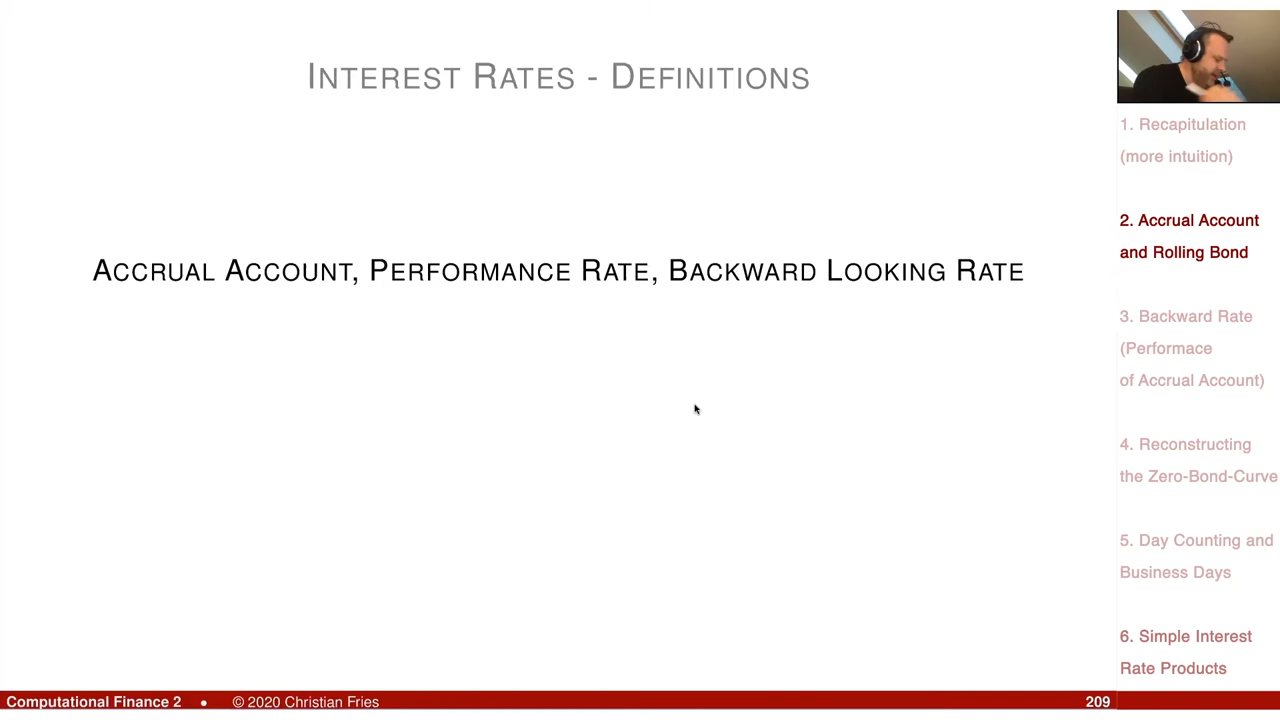 INTEREST RATES - DEFINITIONS
ACCRUAL ACCOUNT, PERFORMANCE RATE, BACKWARD LOOKING RATE
1. Recapitulation
(more intuition)
2. Accrual Account
and Rolling Bond
3. Backward Rate
(Performace
of Accrual Account)
4. Reconstructing
the Zero-Bond-Curve
5. Day Counting and
Business Days
6. Simple Interest
Rate Products
Computational Finance 2 • © 2020 Christian Fries 209